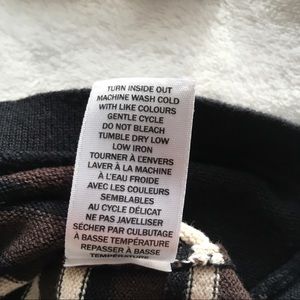 TURN INSIDE OUT
MACHINE WASH COLD
WITH LIKE COLOURS
GENTLE CYCLE
DO NOT BLEACH
TUMBLE DRY LOW
LOW IRON
TOURNER À L'ENVERS
LAVER À LA MACHINE
À L'EAU FROIDE
AVEC LES COULEURS
SEMBLABLES
AU CYCLE DÉLICAT
NE PAS JAVELLISER
SÉCHER PAR CULBUTAGE
À BASSE TEMPÉRATURE
REPASSER À BASSE
TEMPÉRATURE